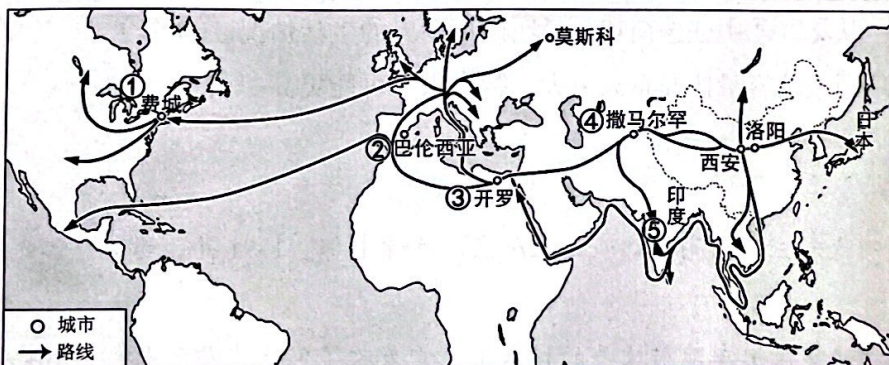 莫斯科
①
费城
②
巴伦西亚
③
开罗
④
撒马尔罕
西安
洛阳
日本
印度
⑤
城市
路线